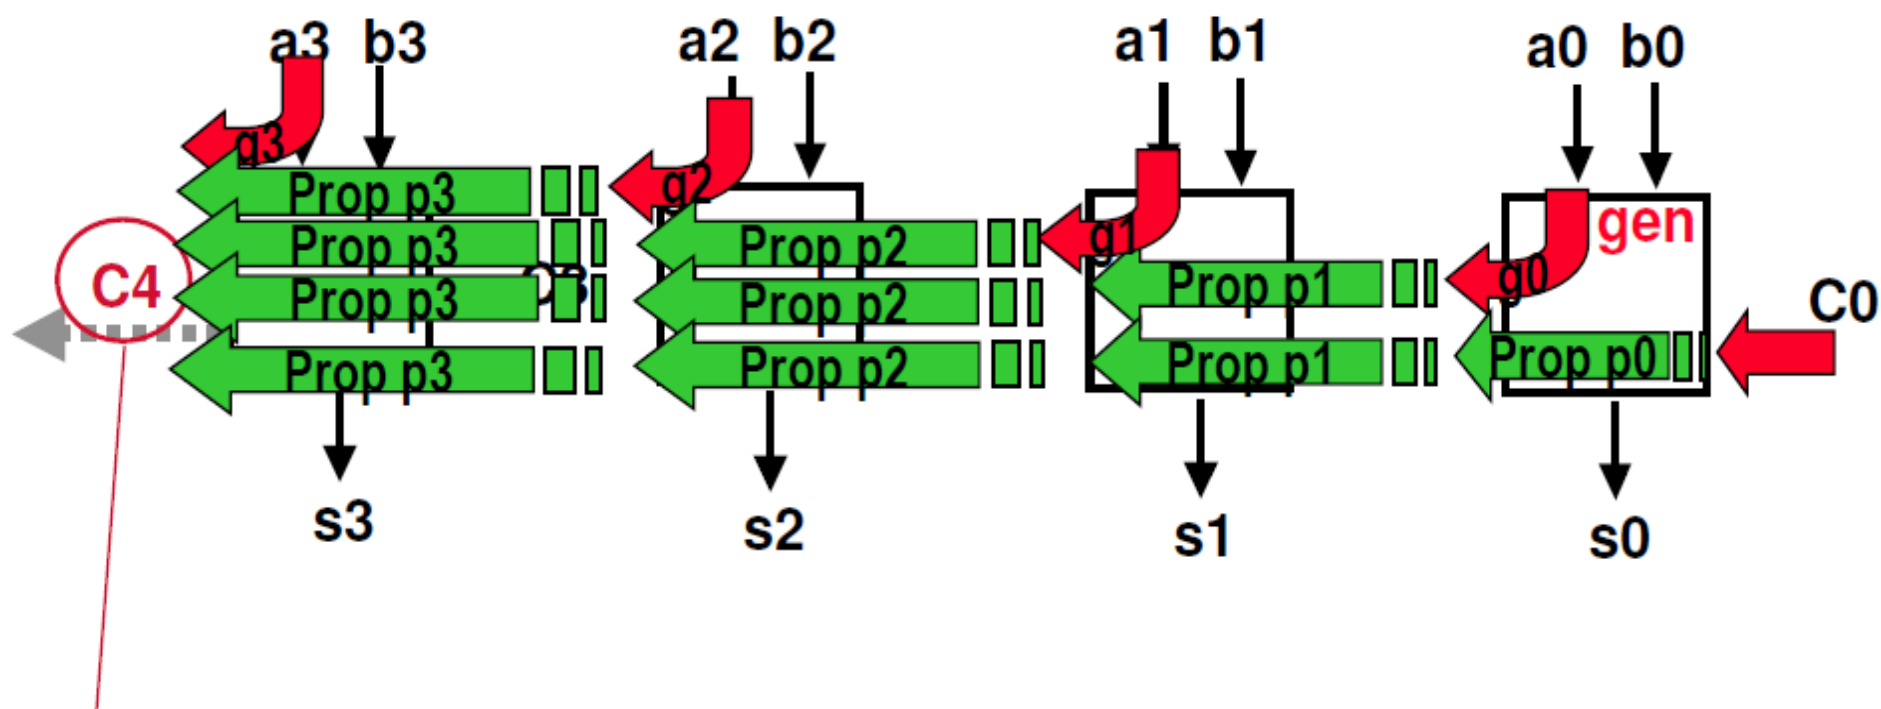 a3 b3 a2 b2 a1 b1 a0 b0
g3 g2 g1 g0 gen
Prop p3
Prop p3 Prop p2
Prop p3 Prop p2 Prop p1
Prop p3 Prop p2 Prop p1 Prop p0
C4 C3 C0
s3 s2 s1 s0